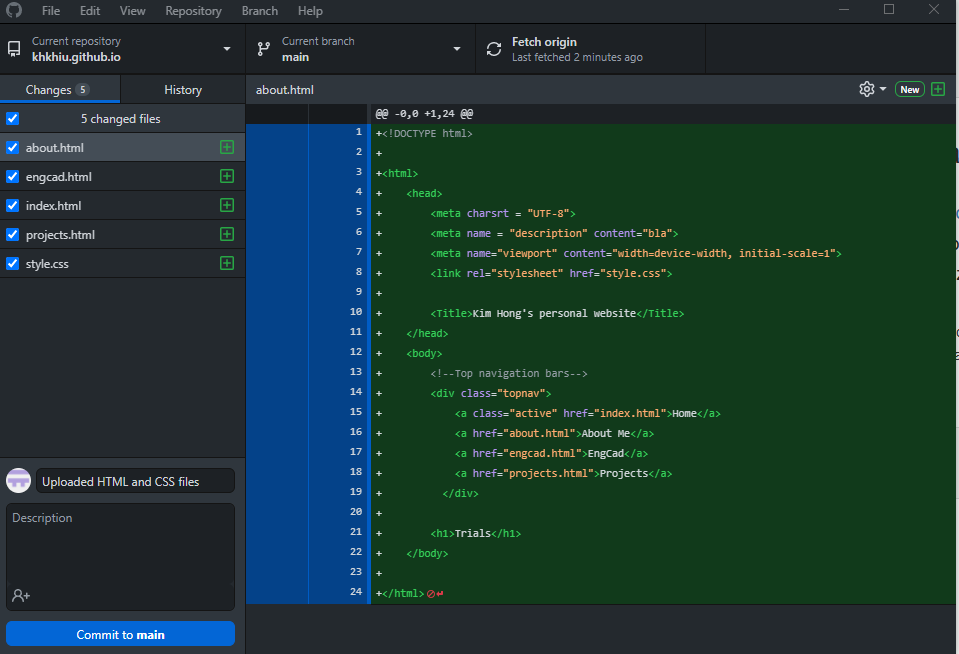 File Edit View Repository Branch Help
Current repository
khkhiu.github.io
Current branch
main
Fetch origin
Last fetched 2 minutes ago
Changes 5
History
about.html
New
5 changed files
about.html
engcad.html
index.html
projects.html
style.css
@@ -0,0 +1,24 @@
1 +<!DOCTYPE html>
2 +
3 +<html>
4 +    <head>
5 +        <meta charsrt = "UTF-8">
6 +        <meta name = "description" content="bla">
7 +        <meta name="viewport" content="width=device-width, initial-scale=1">
8 +        <link rel="stylesheet" href="style.css">
9 +
10 +        <Title>Kim Hong's personal website</Title>
11 +    </head>
12 +    <body>
13 +        <!--Top navigation bars-->
14 +        <div class="topnav">
15 +            <a class="active" href="index.html">Home</a>
16 +            <a href="about.html">About Me</a>
17 +            <a href="engcad.html">EngCad</a>
18 +            <a href="projects.html">Projects</a>
19 +          </div>
20 +
21 +        <h1>Trials</h1>
22 +    </body>
23 +
24 +</html>
Uploaded HTML and CSS files
Description
Commit to main